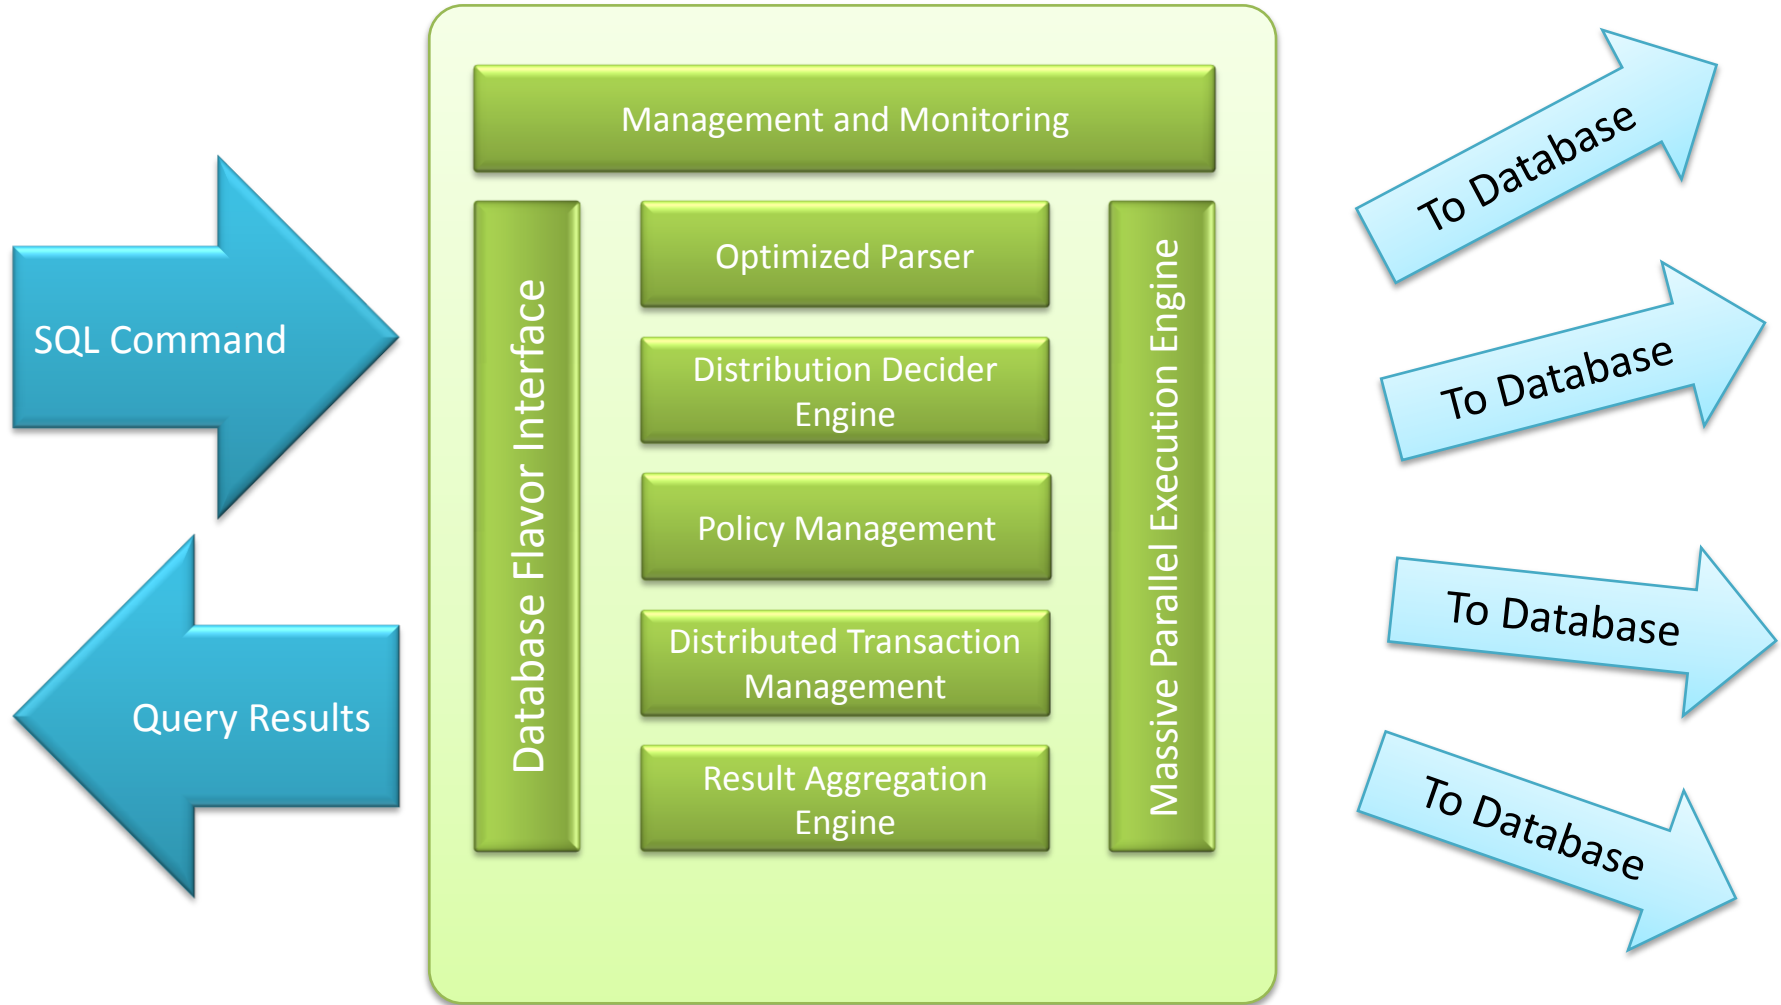 Management and Monitoring
SQL Command
Query Results
Database Flavor Interface
Optimized Parser
Distribution Decider
Engine
Policy Management
Distributed Transaction
Management
Result Aggregation
Engine
Massive Parallel Execution Engine
To Database
To Database
To Database
To Database